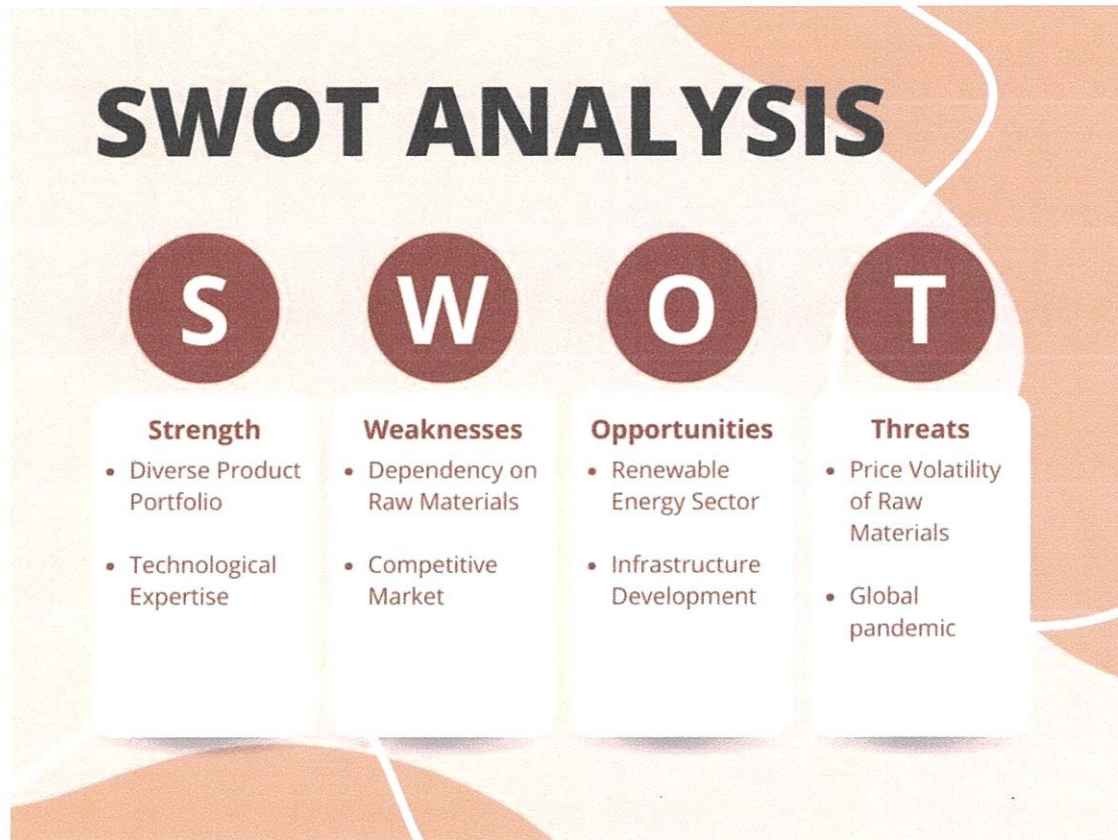 SWOT ANALYSIS
S
W
O
T
Strength
• Diverse Product
Portfolio
• Technological
Expertise
Weaknesses
• Dependency on
Raw Materials
• Competitive
Market
Opportunities
• Renewable
Energy Sector
• Infrastructure
Development
Threats
• Price Volatility
of Raw
Materials
• Global
pandemic